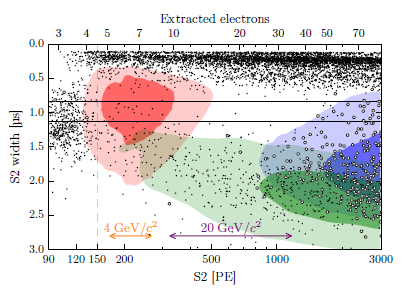 Extracted electrons
3 4 5 7 10 20 30 40 50 70
0.0
0.5
1.0
1.5
2.0
2.5
3.0
S2 width [µs]
4 GeV/c² 20 GeV/c²
90 120 150 200 500 1000 3000
S2 [PE]